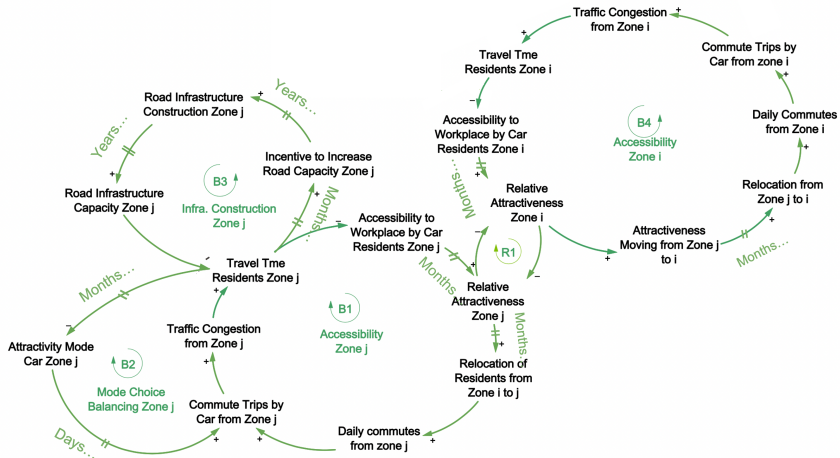 Traffic Congestion
from Zone i
+
+
Travel Tme
Residents Zone i
Commute Trips by
Car from zone i
+
−
Accessibility to
Workplace by Car
Residents Zone i
B4
Accessibility
Zone i
Daily Commutes
from Zone i
+
Months...
+
Relative
Attractiveness
Zone i
Relocation from
Zone j to i
+
Attractiveness
Moving from Zone j
to i
+
Months...
Road Infrastructure
Construction Zone j
+
Years...
Years...
+
Incentive to Increase
Road Capacity Zone j
+
B3
Infra. Construction
Zone j
Months...
Road Infrastructure
Capacity Zone j
-
Travel Tme
Residents Zone j
+
−
Accessibility to
Workplace by Car
Residents Zone j
+
Months
−
R1
−
Relative
Attractiveness
Zone j
Months...
+
Relocation of
Residents from
Zone i to j
+
Daily commutes
from zone j
B1
Accessibility
Zone j
Traffic Congestion
from Zone j
+
Commute Trips by
Car from Zone j
+
+
Months...
−
Attractivity Mode
Car Zone j
B2
Mode Choice
Balancing Zone j
Days...